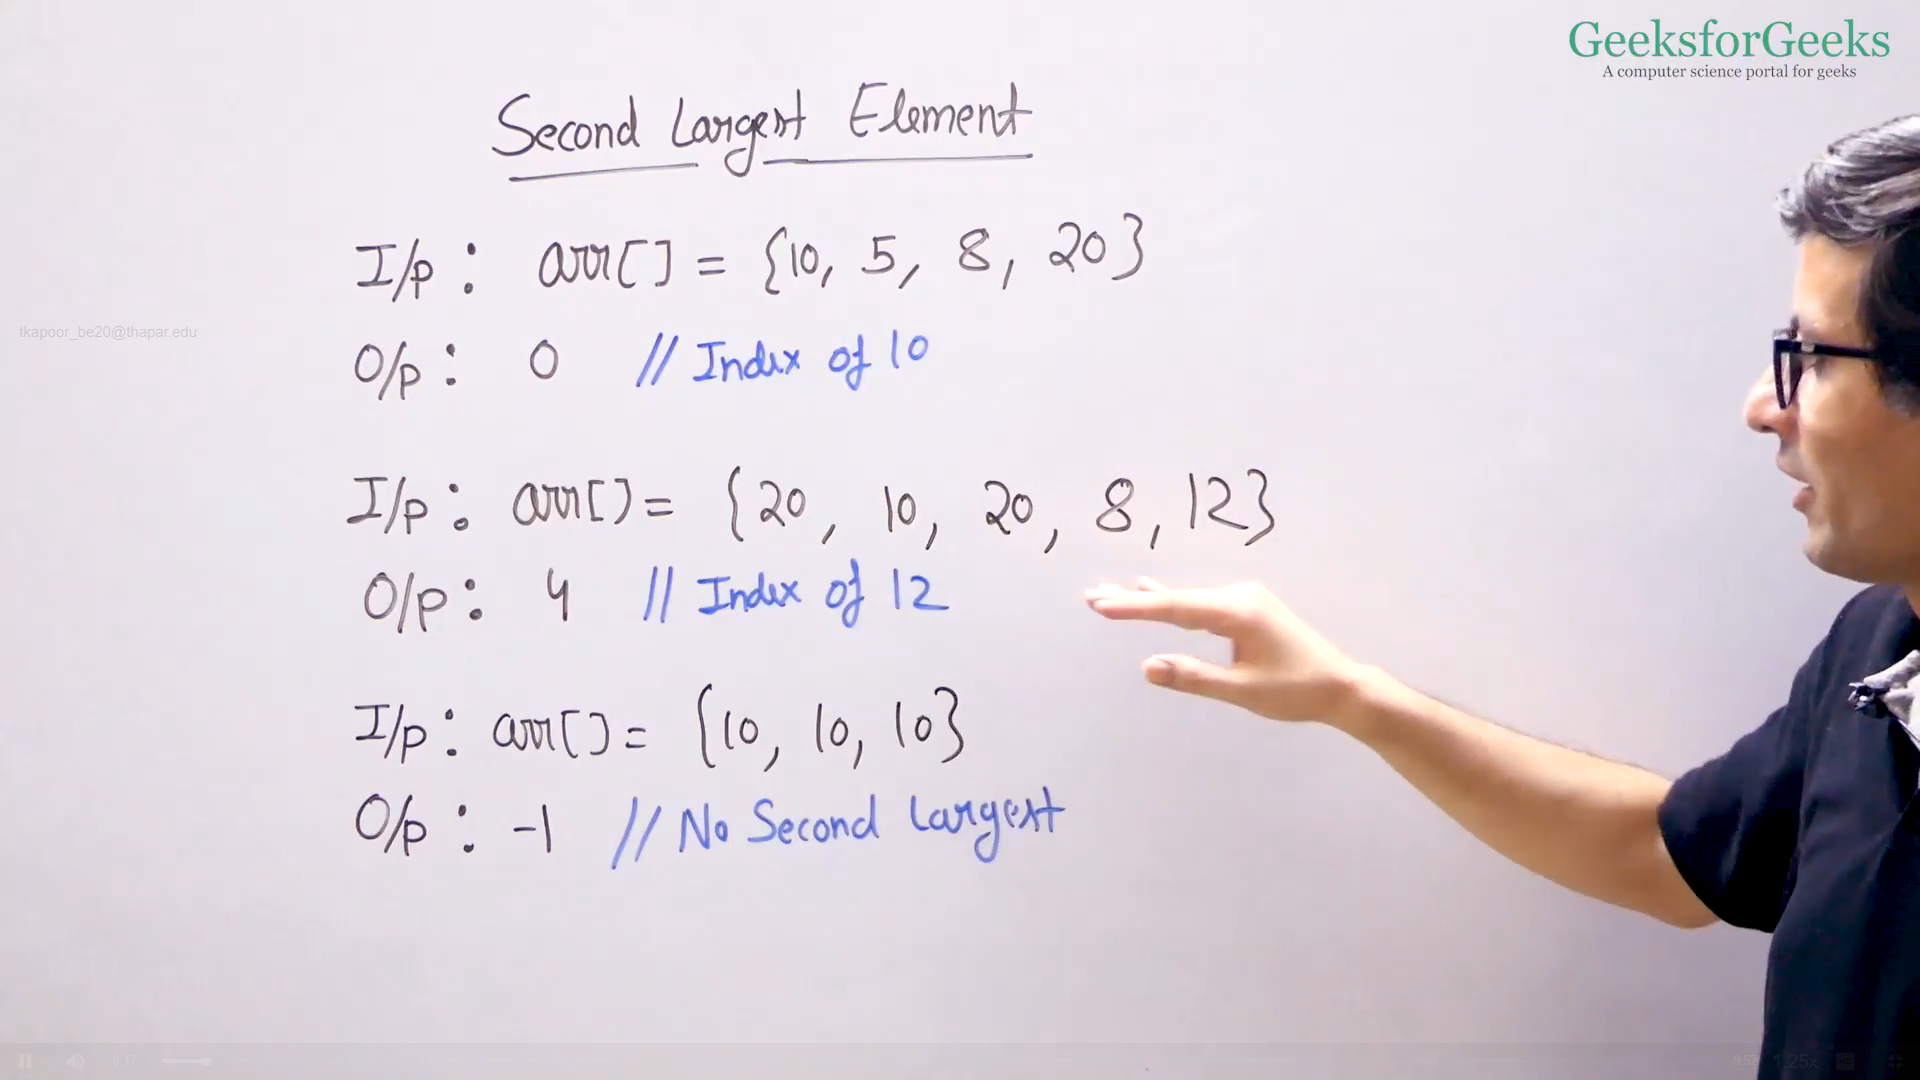 GeeksforGeeks
A computer science portal for geeks
Second Largest Element
I/p : arr[] = {10, 5, 8, 20}
tkapoor_be20@thapar.edu
O/p : 0 // Index of 10
I/p : arr[] = {20, 10, 20, 8, 12}
O/p : 4 // Index of 12
I/p : arr[] = {10, 10, 10}
O/p : -1 // No Second Largest
0:17 1.25x